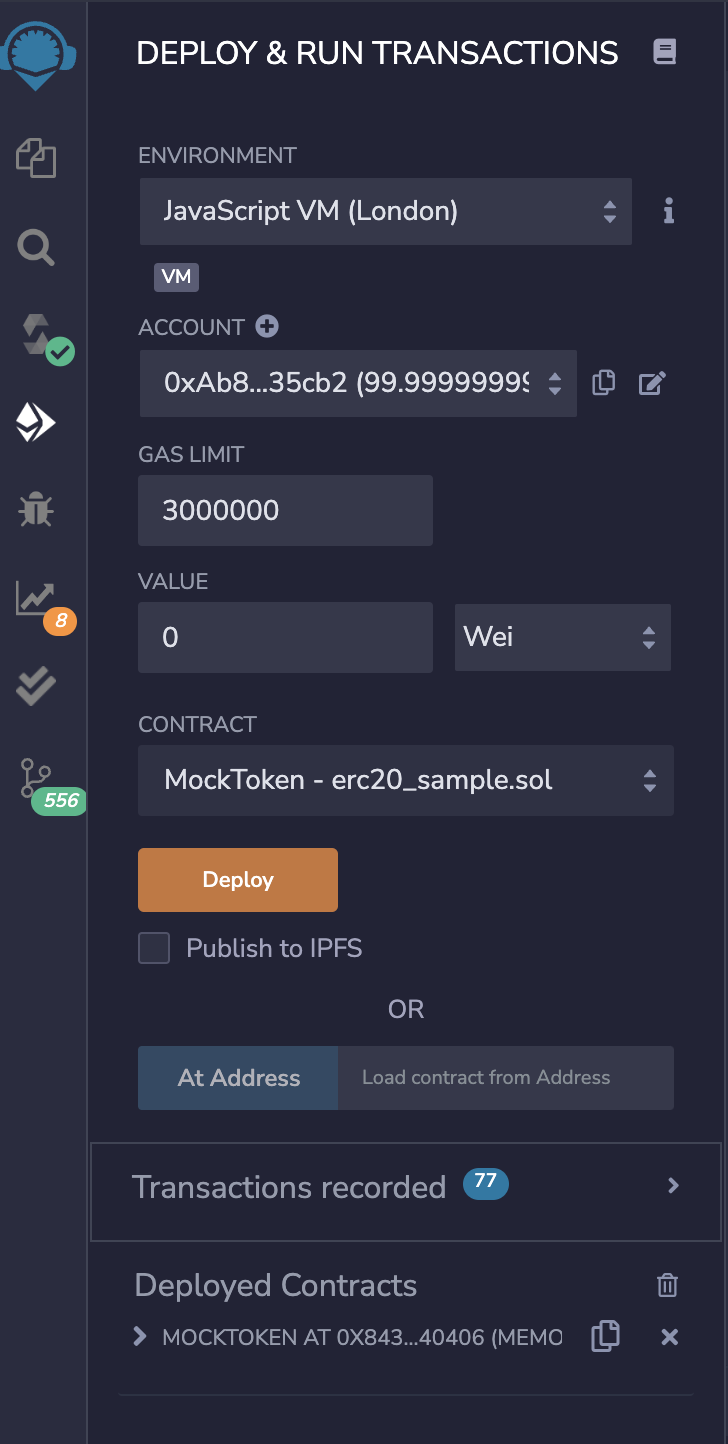 DEPLOY & RUN TRANSACTIONS
ENVIRONMENT
JavaScript VM (London)
VM
ACCOUNT
0xAb8...35cb2 (99.99999999
GAS LIMIT
3000000
VALUE
0 Wei
8
CONTRACT
MockToken - erc20_sample.sol
556
Deploy
Publish to IPFS
OR
At Address Load contract from Address
Transactions recorded 77
Deployed Contracts
MOCKTOKEN AT 0X843...40406 (MEMO